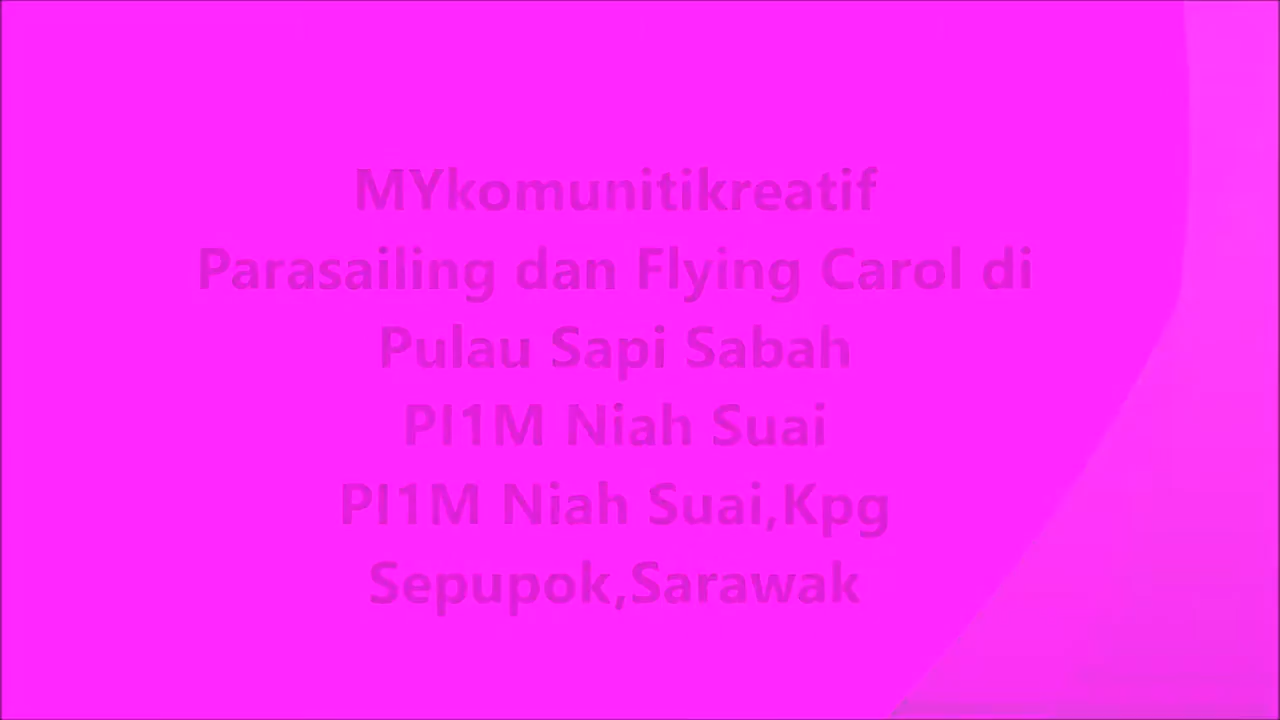 MYkomunitikreatif
Parasailing dan Flying Carol di
Pulau Sapi Sabah
PI1M Niah Suai
PI1M Niah Suai,Kpg
Sepupok,Sarawak